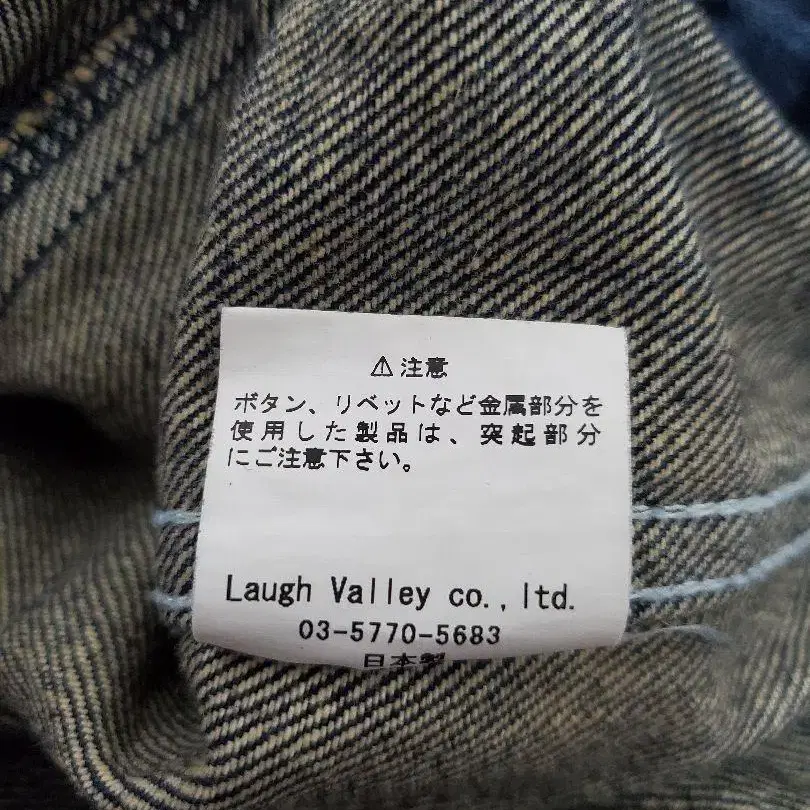 ⚠注意
ボタン、リベットなど金属部分を
使用した製品は、突起部分
にご注意下さい。
Laugh Valley co.,ltd.
03-5770-5683
日本製